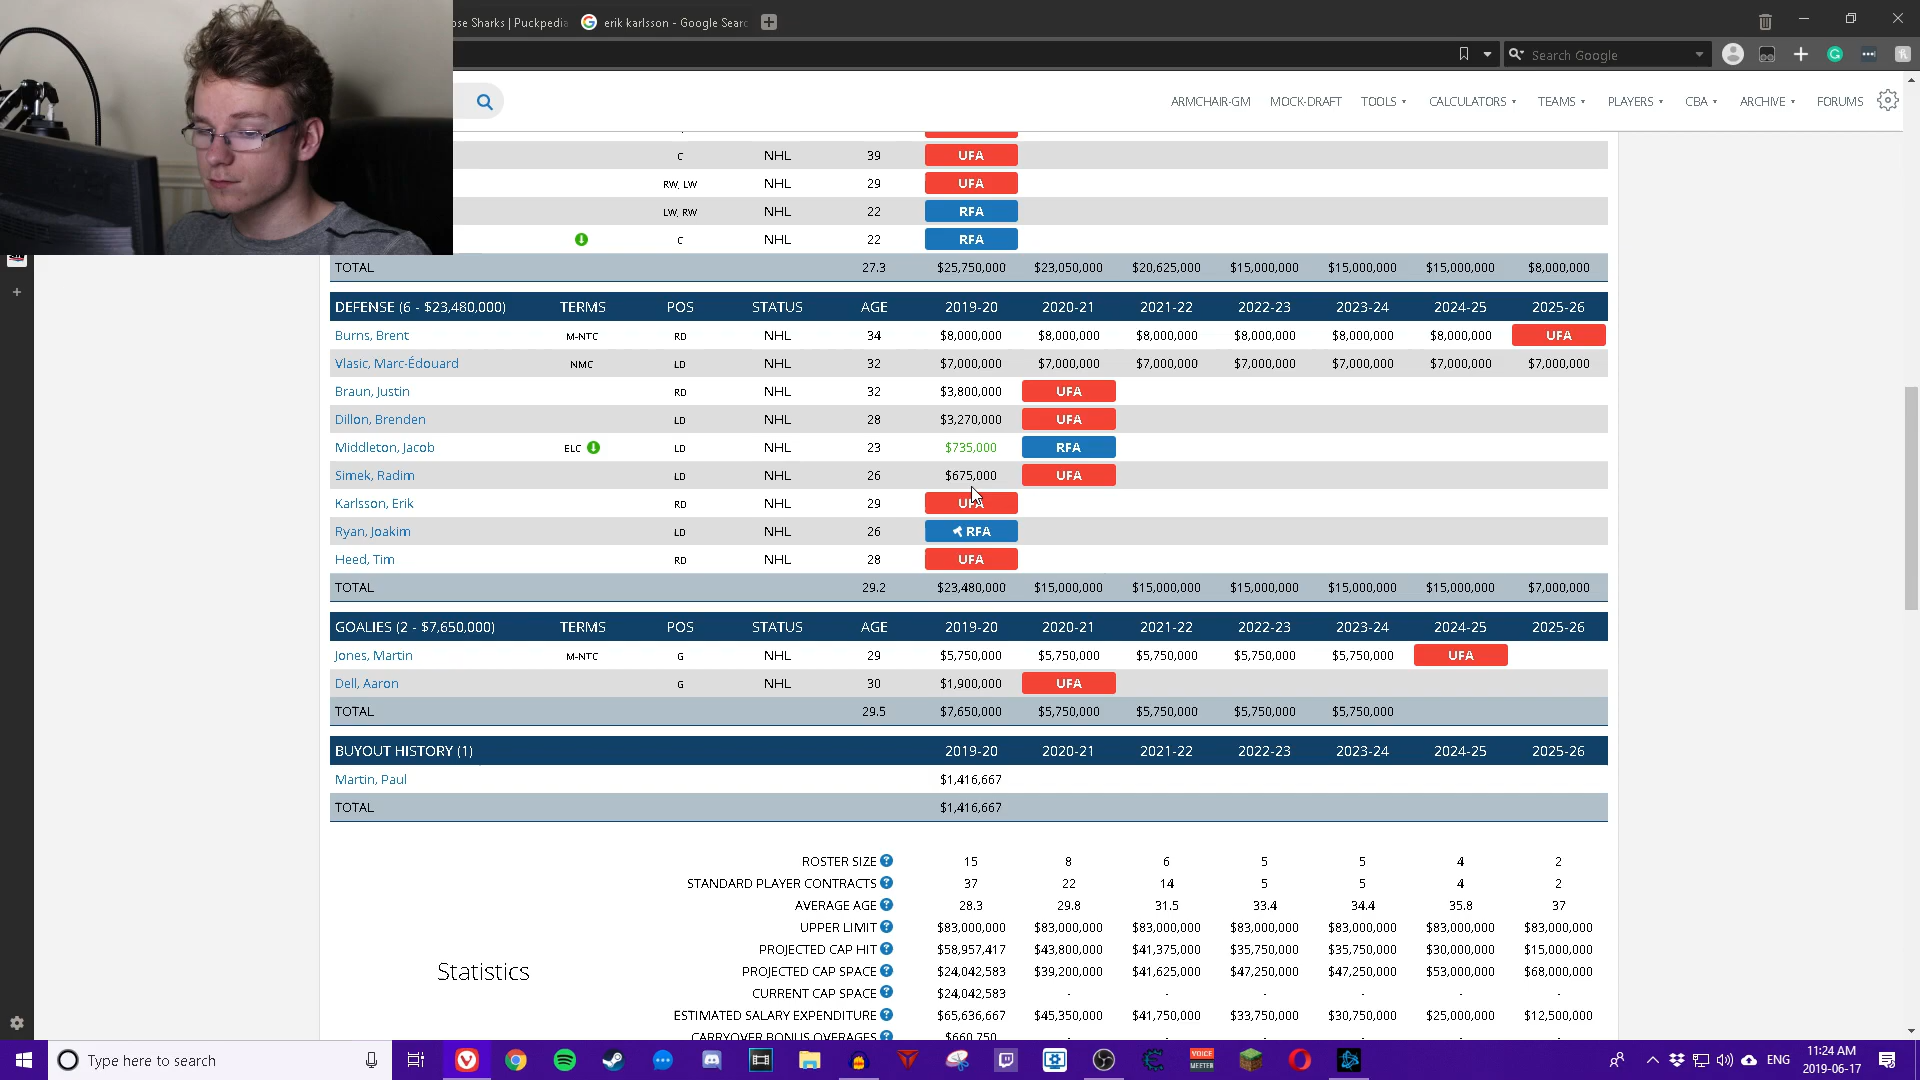 ose Sharks | Puckpedia erik karlsson - Google Searc
Search Google
ARMCHAIR-GM MOCK-DRAFT TOOLS CALCULATORS TEAMS PLAYERS CBA ARCHIVE FORUMS
C NHL 39 UFA
RW, LW NHL 29 UFA
LW, RW NHL 22 RFA
C NHL 22 RFA
TOTAL 27.3 $25,750,000 $23,050,000 $20,625,000 $15,000,000 $15,000,000 $15,000,000 $8,000,000
DEFENSE (6 - $23,480,000) TERMS POS STATUS AGE 2019-20 2020-21 2021-22 2022-23 2023-24 2024-25 2025-26
Burns, Brent M-NTC RD NHL 34 $8,000,000 $8,000,000 $8,000,000 $8,000,000 $8,000,000 $8,000,000 UFA
Vlasic, Marc-Édouard NMC LD NHL 32 $7,000,000 $7,000,000 $7,000,000 $7,000,000 $7,000,000 $7,000,000 $7,000,000
Braun, Justin RD NHL 32 $3,800,000 UFA
Dillon, Brenden LD NHL 28 $3,270,000 UFA
Middleton, Jacob ELC LD NHL 23 $735,000 RFA
Simek, Radim LD NHL 26 $675,000 UFA
Karlsson, Erik RD NHL 29 UFA
Ryan, Joakim LD NHL 26 RFA
Heed, Tim RD NHL 28 UFA
TOTAL 29.2 $23,480,000 $15,000,000 $15,000,000 $15,000,000 $15,000,000 $15,000,000 $7,000,000
GOALIES (2 - $7,650,000) TERMS POS STATUS AGE 2019-20 2020-21 2021-22 2022-23 2023-24 2024-25 2025-26
Jones, Martin M-NTC G NHL 29 $5,750,000 $5,750,000 $5,750,000 $5,750,000 $5,750,000 UFA
Dell, Aaron G NHL 30 $1,900,000 UFA
TOTAL 29.5 $7,650,000 $5,750,000 $5,750,000 $5,750,000 $5,750,000
BUYOUT HISTORY (1) 2019-20 2020-21 2021-22 2022-23 2023-24 2024-25 2025-26
Martin, Paul $1,416,667
TOTAL $1,416,667
ROSTER SIZE 15 8 6 5 5 4 2
STANDARD PLAYER CONTRACTS 37 22 14 5 5 4 2
AVERAGE AGE 28.3 29.8 31.5 33.4 34.4 35.8 37
UPPER LIMIT $83,000,000 $83,000,000 $83,000,000 $83,000,000 $83,000,000 $83,000,000 $83,000,000
PROJECTED CAP HIT $58,957,417 $43,800,000 $41,375,000 $35,750,000 $35,750,000 $30,000,000 $15,000,000
Statistics
PROJECTED CAP SPACE $24,042,583 $39,200,000 $41,625,000 $47,250,000 $47,250,000 $53,000,000 $68,000,000
CURRENT CAP SPACE $24,042,583 - - - - - -
ESTIMATED SALARY EXPENDITURE $65,636,667 $45,350,000 $41,750,000 $33,750,000 $30,750,000 $25,000,000 $12,500,000
CARRYOVER BONUS OVERAGES $660,750 - - - - - -
Type here to search VOICE MEETER ENG 11:24 AM
2019-06-17